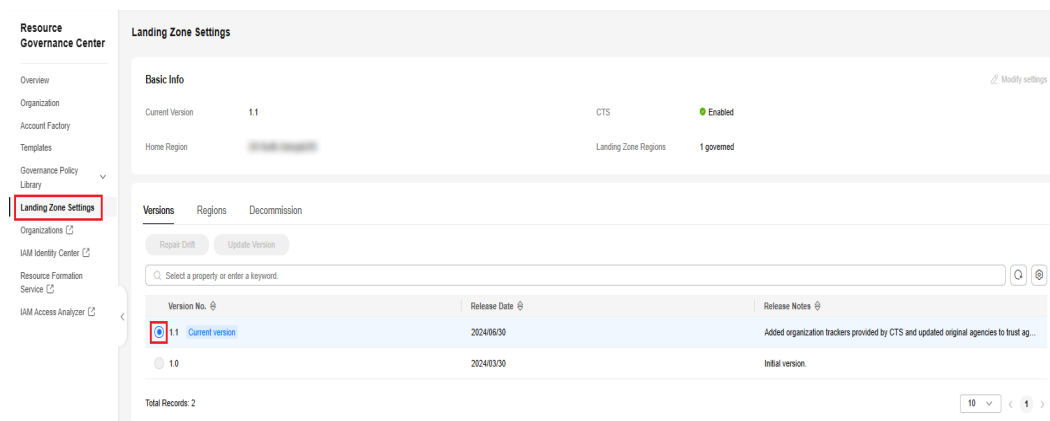 Resource
Governance Center
Overview
Organization
Account Factory
Templates
Governance Policy
Library
Landing Zone Settings
Organizations
IAM Identity Center
Resource Formation
Service
IAM Access Analyzer
Landing Zone Settings
Basic Info
Modify settings
Current Version 1.1 CTS Enabled
Home Region Landing Zone Regions 1 governed
Versions Regions Decommission
Repair Drift Update Version
Select a property or enter a keyword.
Version No. Release Date Release Notes
1.1 Current version 2024/06/30 Added organization trackers provided by CTS and updated original agencies to trust ag...
1.0 2024/03/30 Initial version.
Total Records: 2 10 1